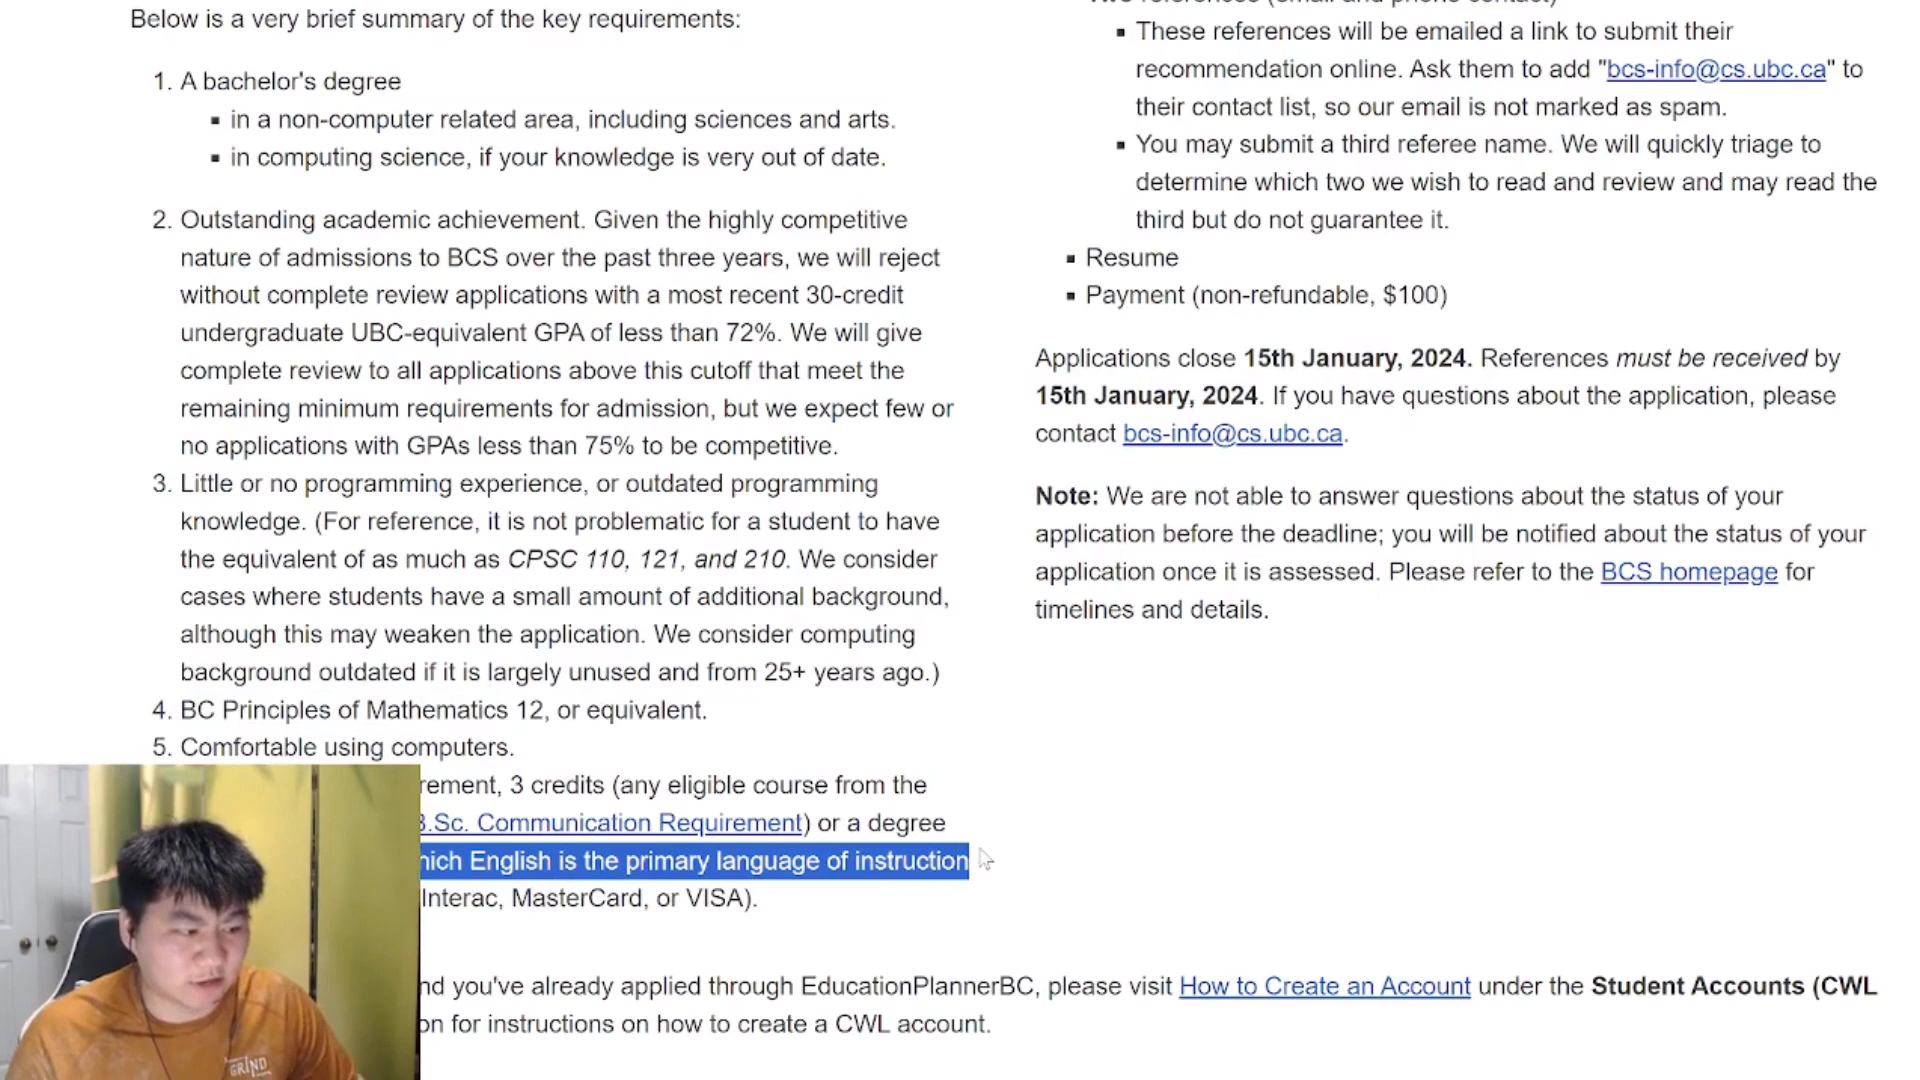 Below is a very brief summary of the key requirements:
1. A bachelor's degree
▪ in a non-computer related area, including sciences and arts.
▪ in computing science, if your knowledge is very out of date.
2. Outstanding academic achievement. Given the highly competitive
nature of admissions to BCS over the past three years, we will reject
without complete review applications with a most recent 30-credit
undergraduate UBC-equivalent GPA of less than 72%. We will give
complete review to all applications above this cutoff that meet the
remaining minimum requirements for admission, but we expect few or
no applications with GPAs less than 75% to be competitive.
3. Little or no programming experience, or outdated programming
knowledge. (For reference, it is not problematic for a student to have
the equivalent of as much as CPSC 110, 121, and 210. We consider
cases where students have a small amount of additional background,
although this may weaken the application. We consider computing
background outdated if it is largely unused and from 25+ years ago.)
4. BC Principles of Mathematics 12, or equivalent.
5. Comfortable using computers.
rement, 3 credits (any eligible course from the
B.Sc. Communication Requirement) or a degree
hich English is the primary language of instruction
Interac, MasterCard, or VISA).
Two references (email and phone contact)
▪ These references will be emailed a link to submit their
recommendation online. Ask them to add "bcs-info@cs.ubc.ca" to
their contact list, so our email is not marked as spam.
▪ You may submit a third referee name. We will quickly triage to
determine which two we wish to read and review and may read the
third but do not guarantee it.
▪ Resume
▪ Payment (non-refundable, $100)
Applications close 15th January, 2024. References must be received by
15th January, 2024. If you have questions about the application, please
contact bcs-info@cs.ubc.ca.
Note: We are not able to answer questions about the status of your
application before the deadline; you will be notified about the status of your
application once it is assessed. Please refer to the BCS homepage for
timelines and details.
nd you've already applied through EducationPlannerBC, please visit How to Create an Account under the Student Accounts (CWL
on for instructions on how to create a CWL account.
GRIND